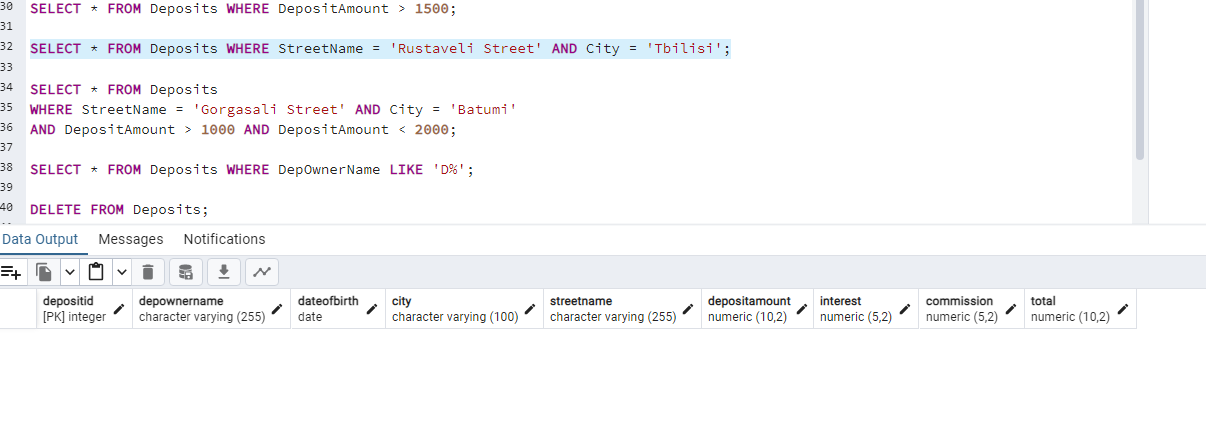 30 SELECT * FROM Deposits WHERE DepositAmount > 1500;
31
32 SELECT * FROM Deposits WHERE StreetName = 'Rustaveli Street' AND City = 'Tbilisi';
33
34 SELECT * FROM Deposits
35 WHERE StreetName = 'Gorgasali Street' AND City = 'Batumi'
36 AND DepositAmount > 1000 AND DepositAmount < 2000;
37
38 SELECT * FROM Deposits WHERE DepOwnerName LIKE 'D%';
39
40 DELETE FROM Deposits;
Data Output Messages Notifications
depositid depownername dateofbirth city streetname depositamount interest commission total
[PK] integer character varying (255) date character varying (100) character varying (255) numeric (10,2) numeric (5,2) numeric (5,2) numeric (10,2)